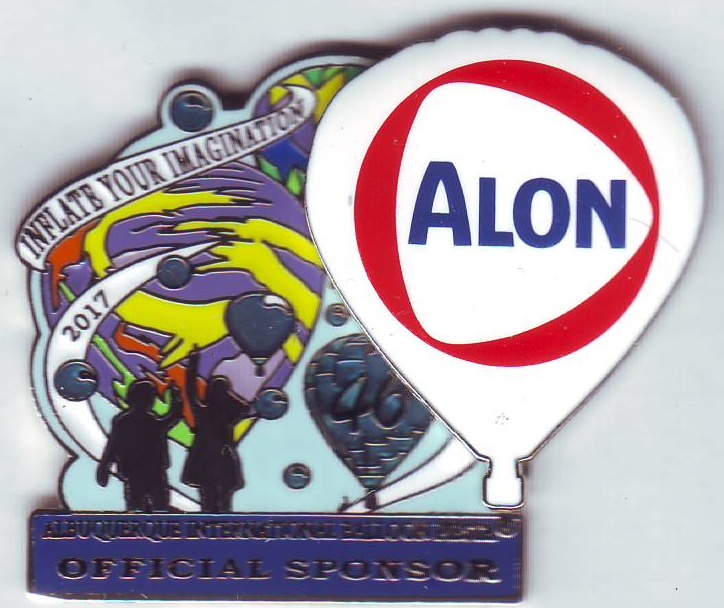 INFLATE YOUR IMAGINATION
2017
ALON
46
ALBUQUERQUE INTERNATIONAL BALLOON FIESTA®
OFFICIAL SPONSOR